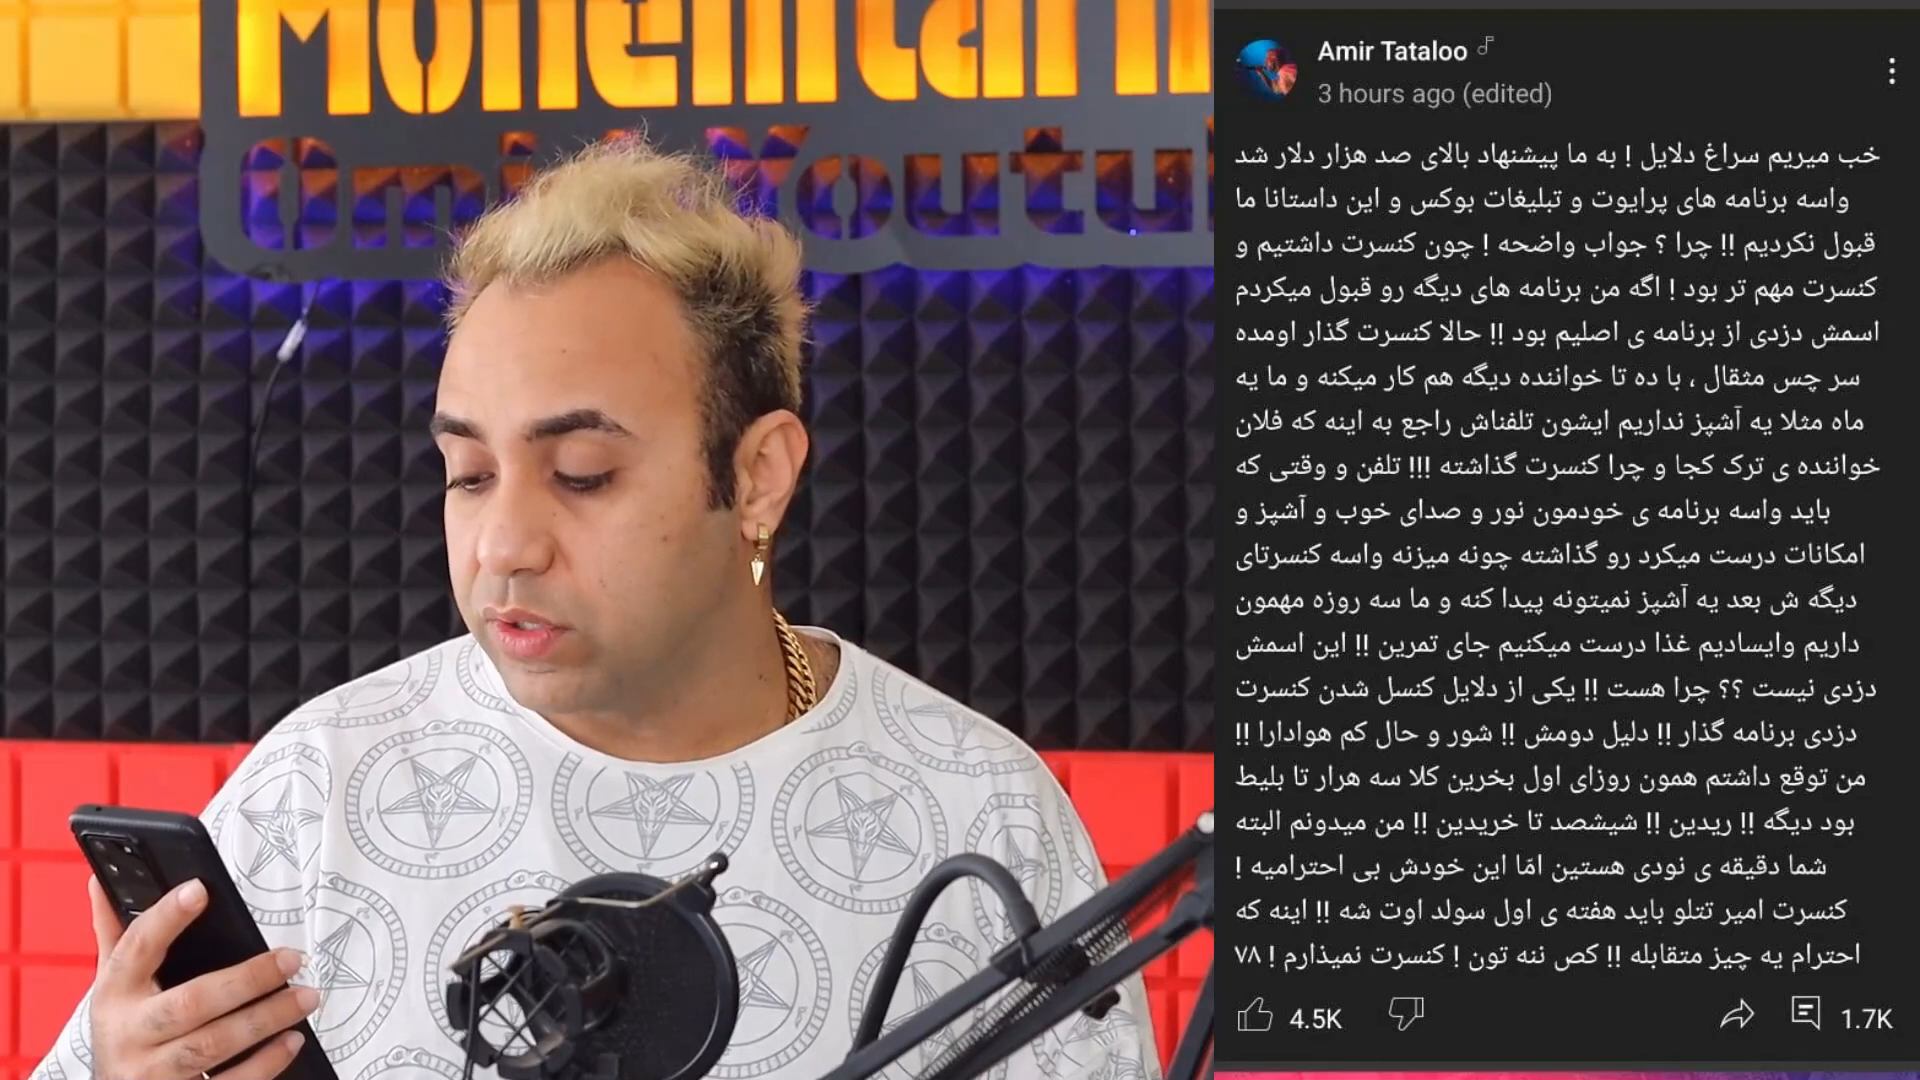 Momentarii
Omid Youtu
Amir Tataloo
3 hours ago (edited)
خب میریم سراغ دلایل ! به ما پیشنهاد بالای صد هزار دلار شد
واسه برنامه های پرایوت و تبلیغات بوکس و این داستانا ما
قبول نکردیم !! چرا ؟ جواب واضحه ! چون کنسرت داشتیم و
کنسرت مهم تر بود ! اگه من برنامه های دیگه رو قبول میکردم
اسمش دزدی از برنامه ی اصلیم بود !! حالا کنسرت گذار اومده
سر چس مثقال ، با ده تا خواننده دیگه هم کار میکنه و ما یه
ماه مثلا یه آشپز نداریم ایشون تلفناش راجع به اینه که فلان
خواننده ی ترک کجا و چرا کنسرت گذاشته !!! تلفن و وقتی که
باید واسه برنامه ی خودمون نور و صدای خوب و آشپز و
امکانات درست میکرد رو گذاشته چونه میزنه واسه کنسرتای
دیگه ش بعد یه آشپز نمیتونه پیدا کنه و ما سه روزه مهمون
داریم وایسادیم غذا درست میکنیم جای تمرین !! این اسمش
دزدی نیست ؟؟ چرا هست !! یکی از دلایل کنسل شدن کنسرت
دزدی برنامه گذار !! دلیل دومش !! شور و حال کم هوادارا !!
من توقع داشتم همون روزای اول بخرین کلا سه هرار تا بلیط
بود دیگه !! ریدین !! شیشصد تا خریدین !! من میدونم البته
شما دقیقه ی نودی هستین امّا این خودش بی احترامیه !
کنسرت امیر تتلو باید هفته ی اول سولد اوت شه !! اینه که
احترام یه چیز متقابله !! کص ننه تون ! کنسرت نمیذارم ! ۷۸
4.5K
1.7K